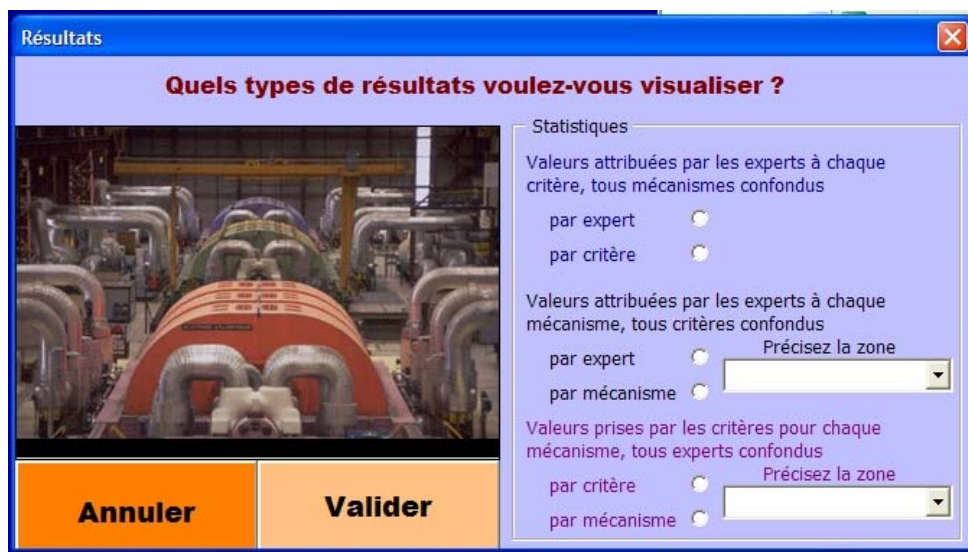 Résultats
Quels types de résultats voulez-vous visualiser ?
Statistiques
Valeurs attribuées par les experts à chaque
critère, tous mécanismes confondus
par expert
par critère
Valeurs attribuées par les experts à chaque
mécanisme, tous critères confondus
Précisez la zone
par expert
par mécanisme
Valeurs prises par les critères pour chaque
mécanisme, tous experts confondus
Précisez la zone
par critère
par mécanisme
Annuler
Valider